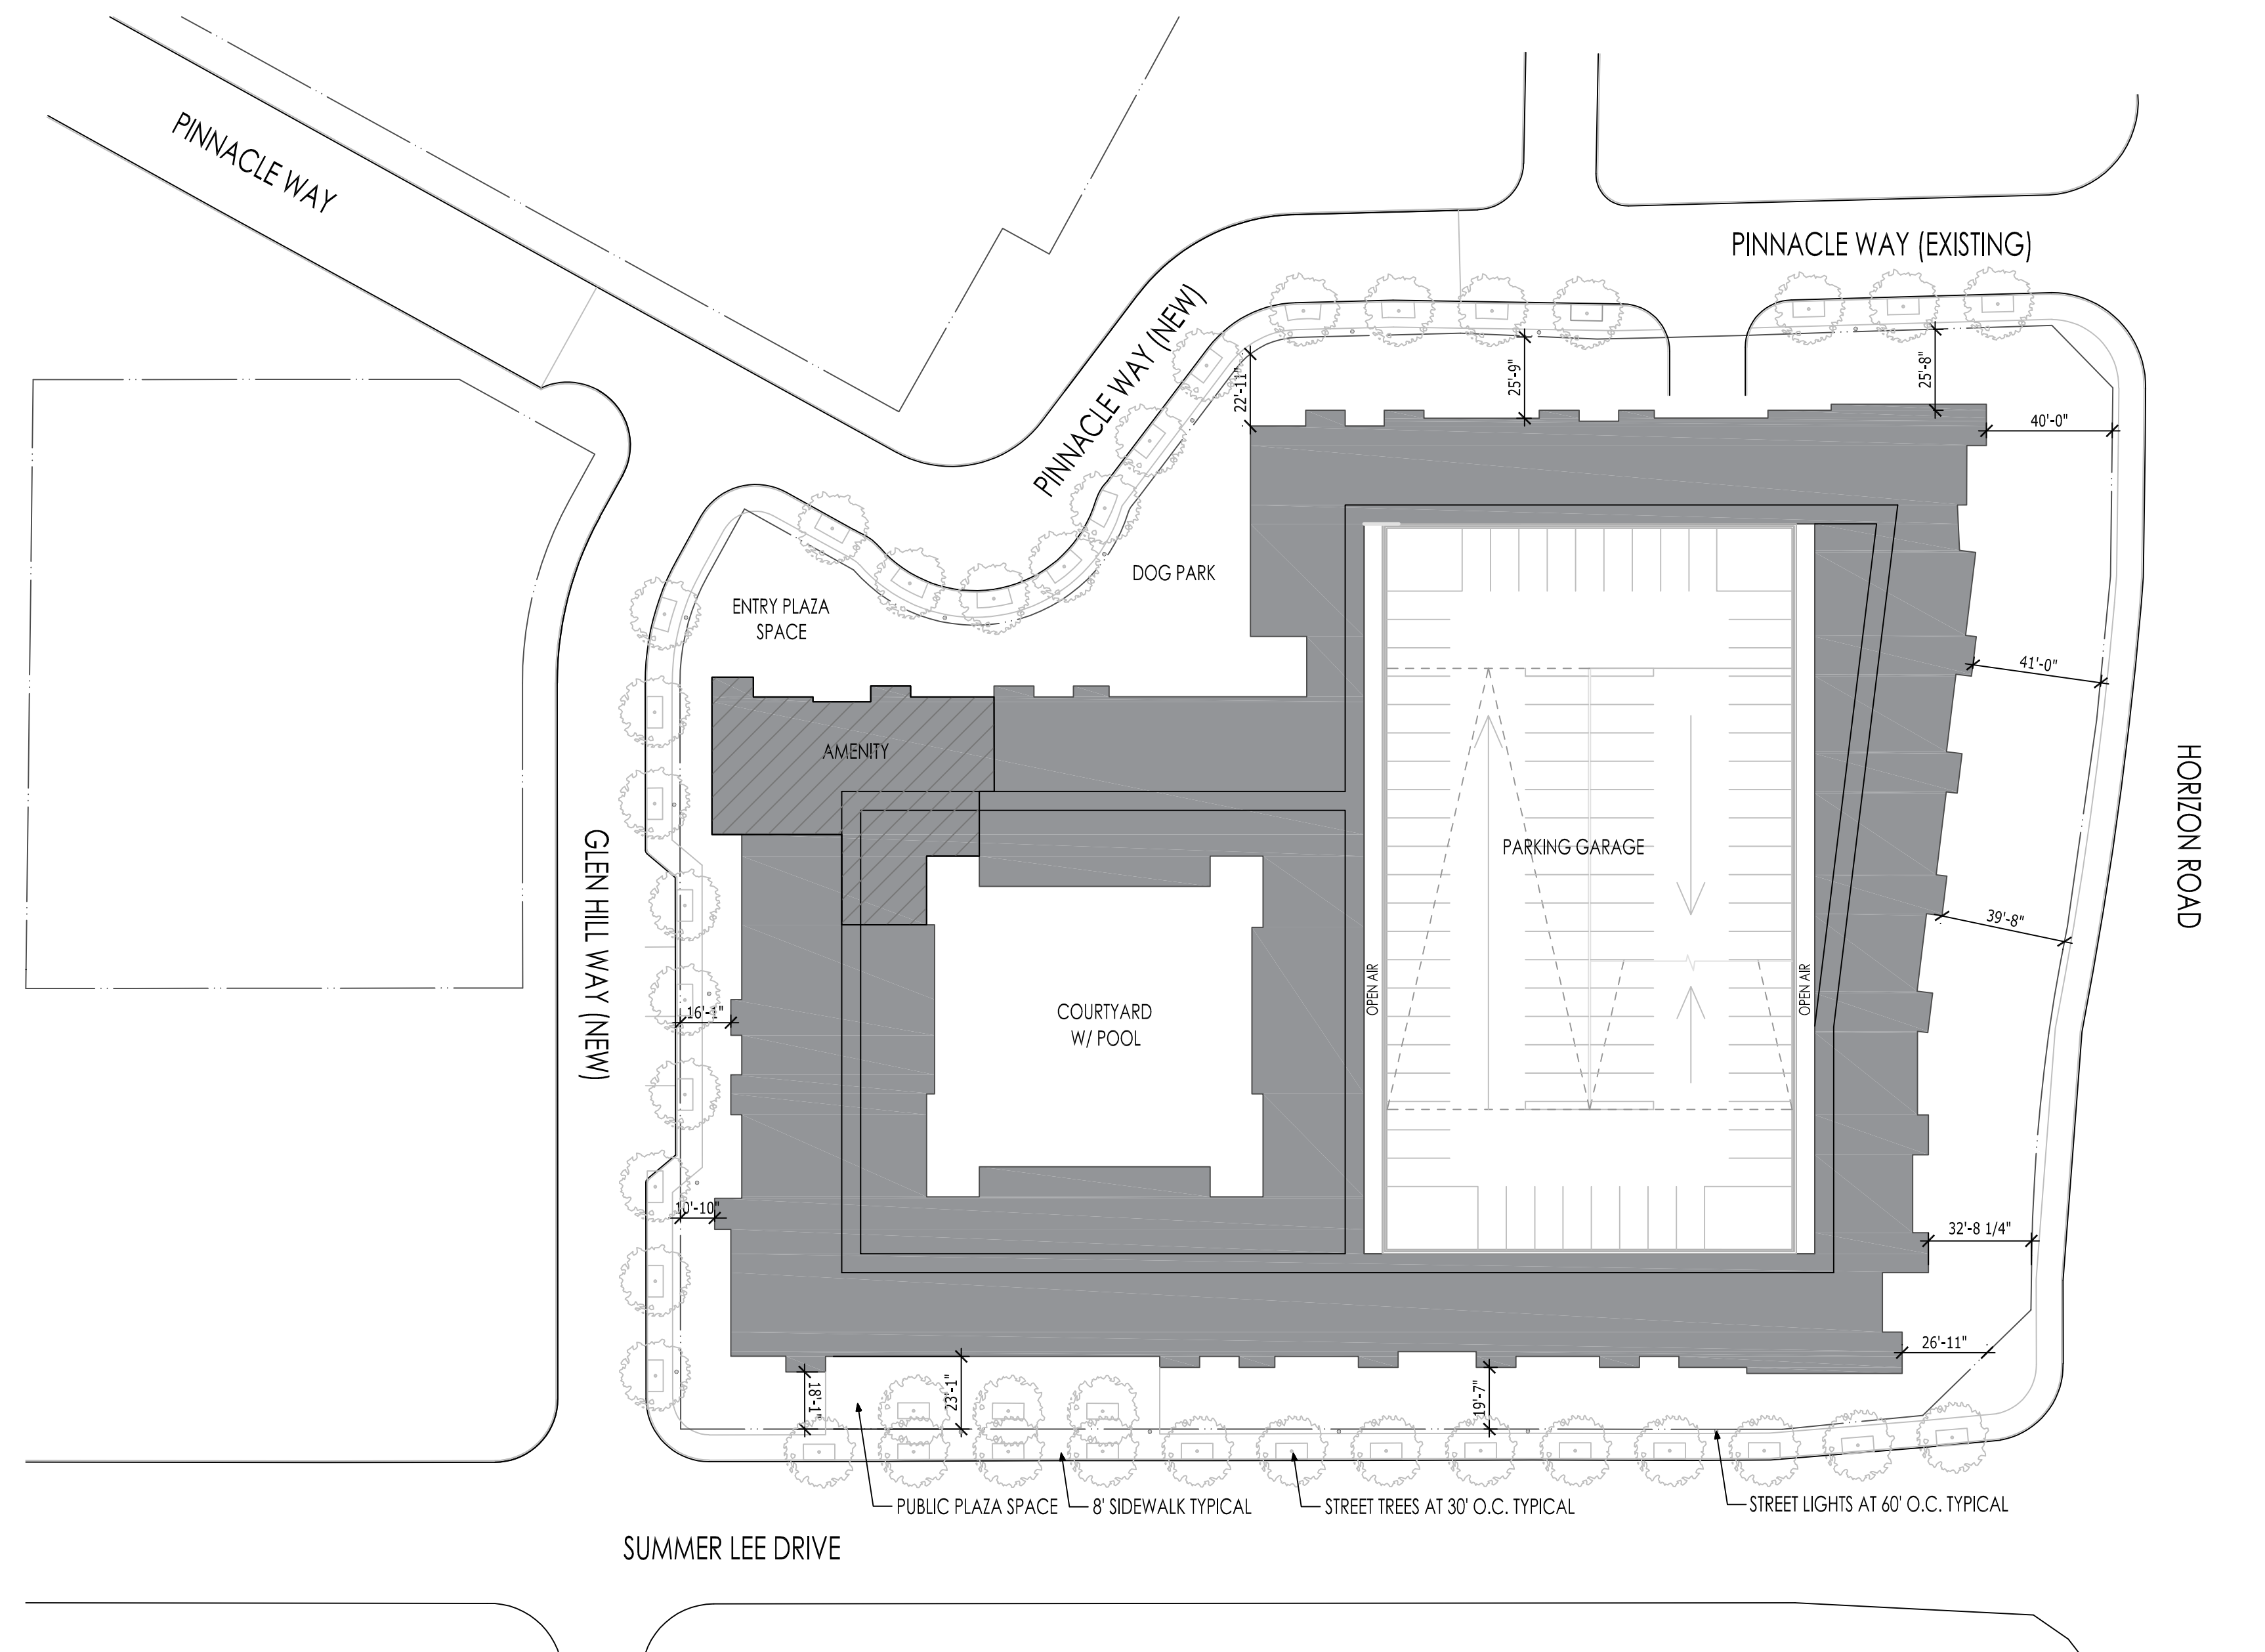 PINNACLE WAY
PINNACLE WAY (EXISTING)
PINNACLE WAY (NEW)
22'-11"
25'-9"
25'-8"
40'-0"
DOG PARK
ENTRY PLAZA
SPACE
41'-0"
AMENITY
HORIZON ROAD
GLEN HILL WAY (NEW)
PARKING GARAGE
39'-8"
OPEN AIR
OPEN AIR
COURTYARD
W/ POOL
16'-1"
10'-10"
32'-8 1/4"
26'-11"
18'-1"
23'-1"
19'-7"
PUBLIC PLAZA SPACE
8' SIDEWALK TYPICAL
STREET TREES AT 30' O.C. TYPICAL
STREET LIGHTS AT 60' O.C. TYPICAL
SUMMER LEE DRIVE